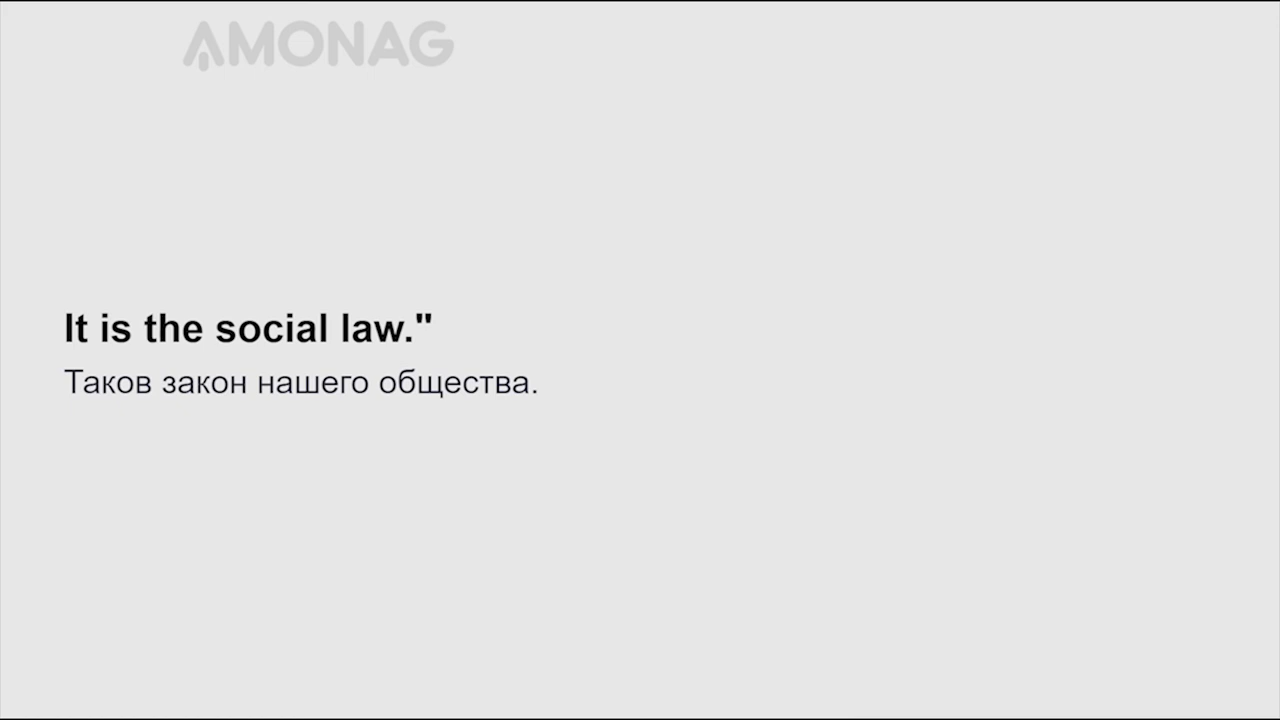 AMONAG
It is the social law."
Таков закон нашего общества.